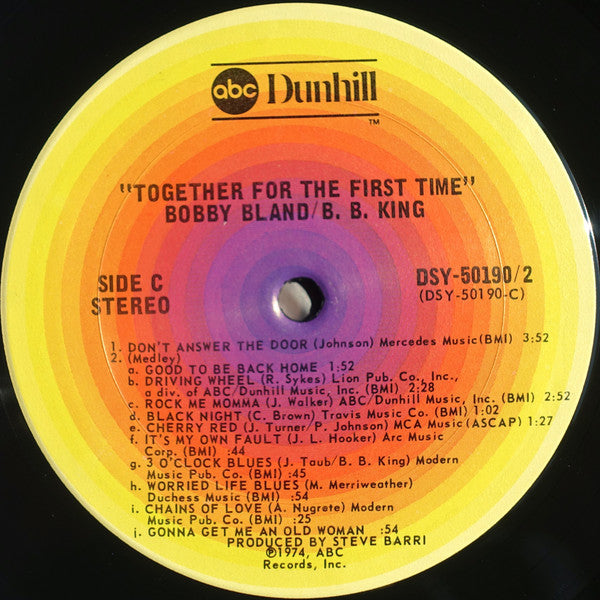 abc Dunhill
TM
"TOGETHER FOR THE FIRST TIME"
BOBBY BLAND/B. B. KING
SIDE C
STEREO
DSY-50190/2
(DSY-50190-C)
1. DON'T ANSWER THE DOOR (Johnson) Mercedes Music(BMI) 3:52
2. (Medley)
a. GOOD TO BE BACK HOME 1:52
b. DRIVING WHEEL (R. Sykes) Lion Pub. Co., Inc.,
a div. of ABC/Dunhill Music, Inc. (BMI) 2:28
c. ROCK ME MOMMA (J. Walker) ABC/Dunhill Music, Inc. (BMI) 2:52
d. BLACK NIGHT (C. Brown) Travis Music Co. (BMI) 1:02
e. CHERRY RED (J. Turner/P. Johnson) MCA Music (ASCAP) 1:27
f. IT'S MY OWN FAULT (J. L. Hooker) Arc Music
Corp. (BMI) :44
g. 3 O'CLOCK BLUES (J. Taub/B. B. King) Modern
Music Pub. Co. (BMI) :45
h. WORRIED LIFE BLUES (M. Merriweather)
Duchess Music (BMI) :54
i. CHAINS OF LOVE (A. Nugrete) Modern
Music Pub. Co. (BMI) :25
j. GONNA GET ME AN OLD WOMAN :54
PRODUCED BY STEVE BARRI
℗1974, ABC
Records, Inc.